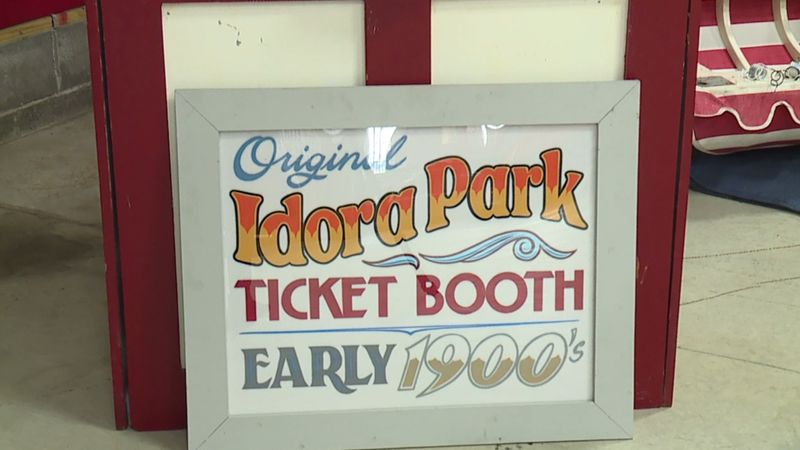 Original
Idora Park
TICKET BOOTH
EARLY 1900's